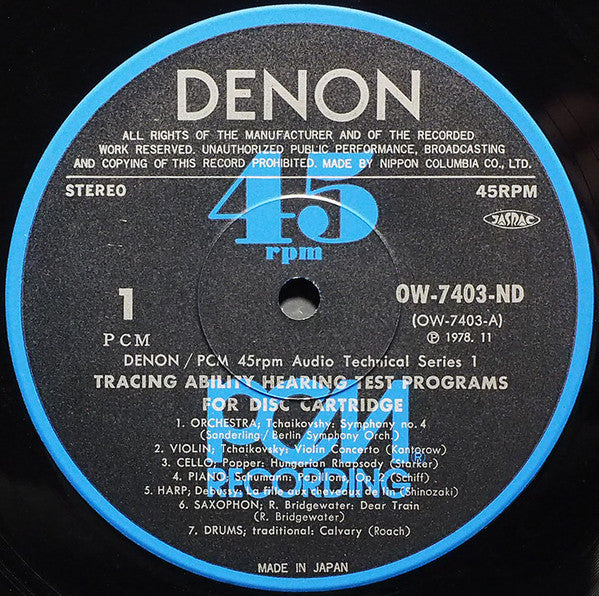 DENON
ALL RIGHTS OF THE MANUFACTURER AND OF THE RECORDED
WORK RESERVED. UNAUTHORIZED PUBLIC PERFORMANCE, BROADCASTING
AND COPYING OF THIS RECORD PROHIBITED. MADE BY NIPPON COLUMBIA CO., LTD.
STEREO
45
rpm
45RPM
JASRAC
1
PCM
OW-7403-ND
(OW-7403-A)
Ⓟ 1978. 11
DENON / PCM 45rpm Audio Technical Series 1
TRACING ABILITY HEARING TEST PROGRAMS
FOR DISC CARTRIDGE
PCM
RECORDING®
1. ORCHESTRA; Tchaikovsky: Symphony no. 4
(Sanderling/Berlin Symphony Orch.)
2. VIOLIN; Tchaikovsky: Violin Concerto (Kantorow)
3. CELLO; Popper: Hungarian Rhapsody (Starker)
4. PIANO; Schumann: Papillons, Op. 2 (Schiff)
5. HARP; Debussy: La fille aux cheveaux de lin (Shinozaki)
6. SAXOPHON; R. Bridgewater: Dear Train
(R. Bridgewater)
7. DRUMS; traditional: Calvary (Roach)
MADE IN JAPAN